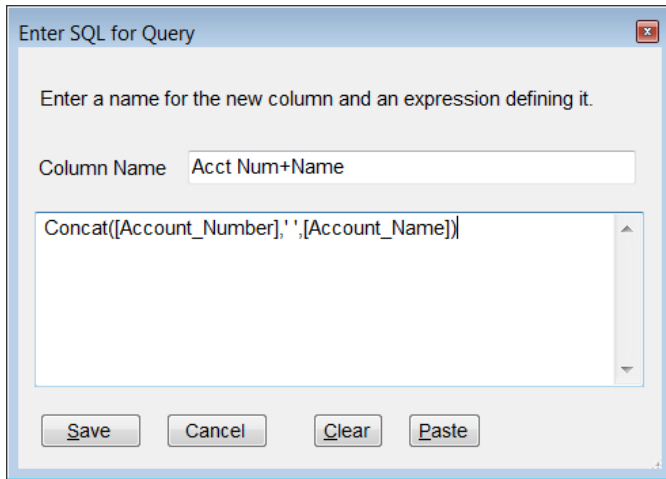 Enter SQL for Query
Enter a name for the new column and an expression defining it.
Column Name Acct Num+Name
Concat([Account_Number],' ',[Account_Name])
Save Cancel Clear Paste